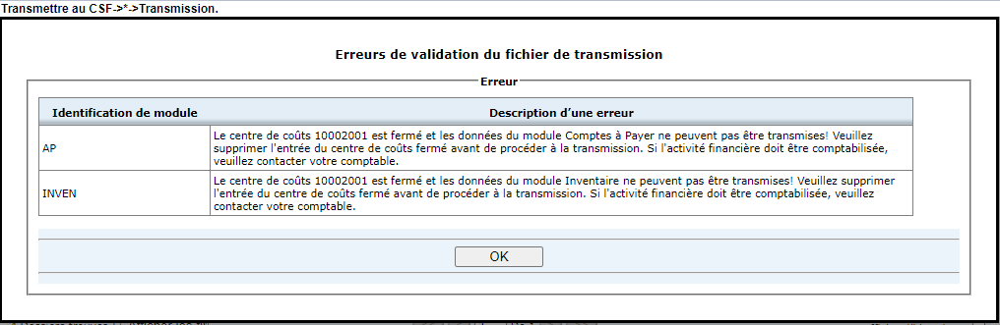 Transmettre au CSF->*->Transmission.
Erreurs de validation du fichier de transmission
Erreur
Identification de module Description d'une erreur
AP
Le centre de coûts 10002001 est fermé et les données du module Comptes à Payer ne peuvent pas être transmises! Veuillez
supprimer l'entrée du centre de coûts fermé avant de procéder à la transmission. Si l'activité financière doit être comptabilisée,
veuillez contacter votre comptable.
INVEN
Le centre de coûts 10002001 est fermé et les données du module Inventaire ne peuvent pas être transmises! Veuillez supprimer
l'entrée du centre de coûts fermé avant de procéder à la transmission. Si l'activité financière doit être comptabilisée, veuillez
contacter votre comptable.
OK